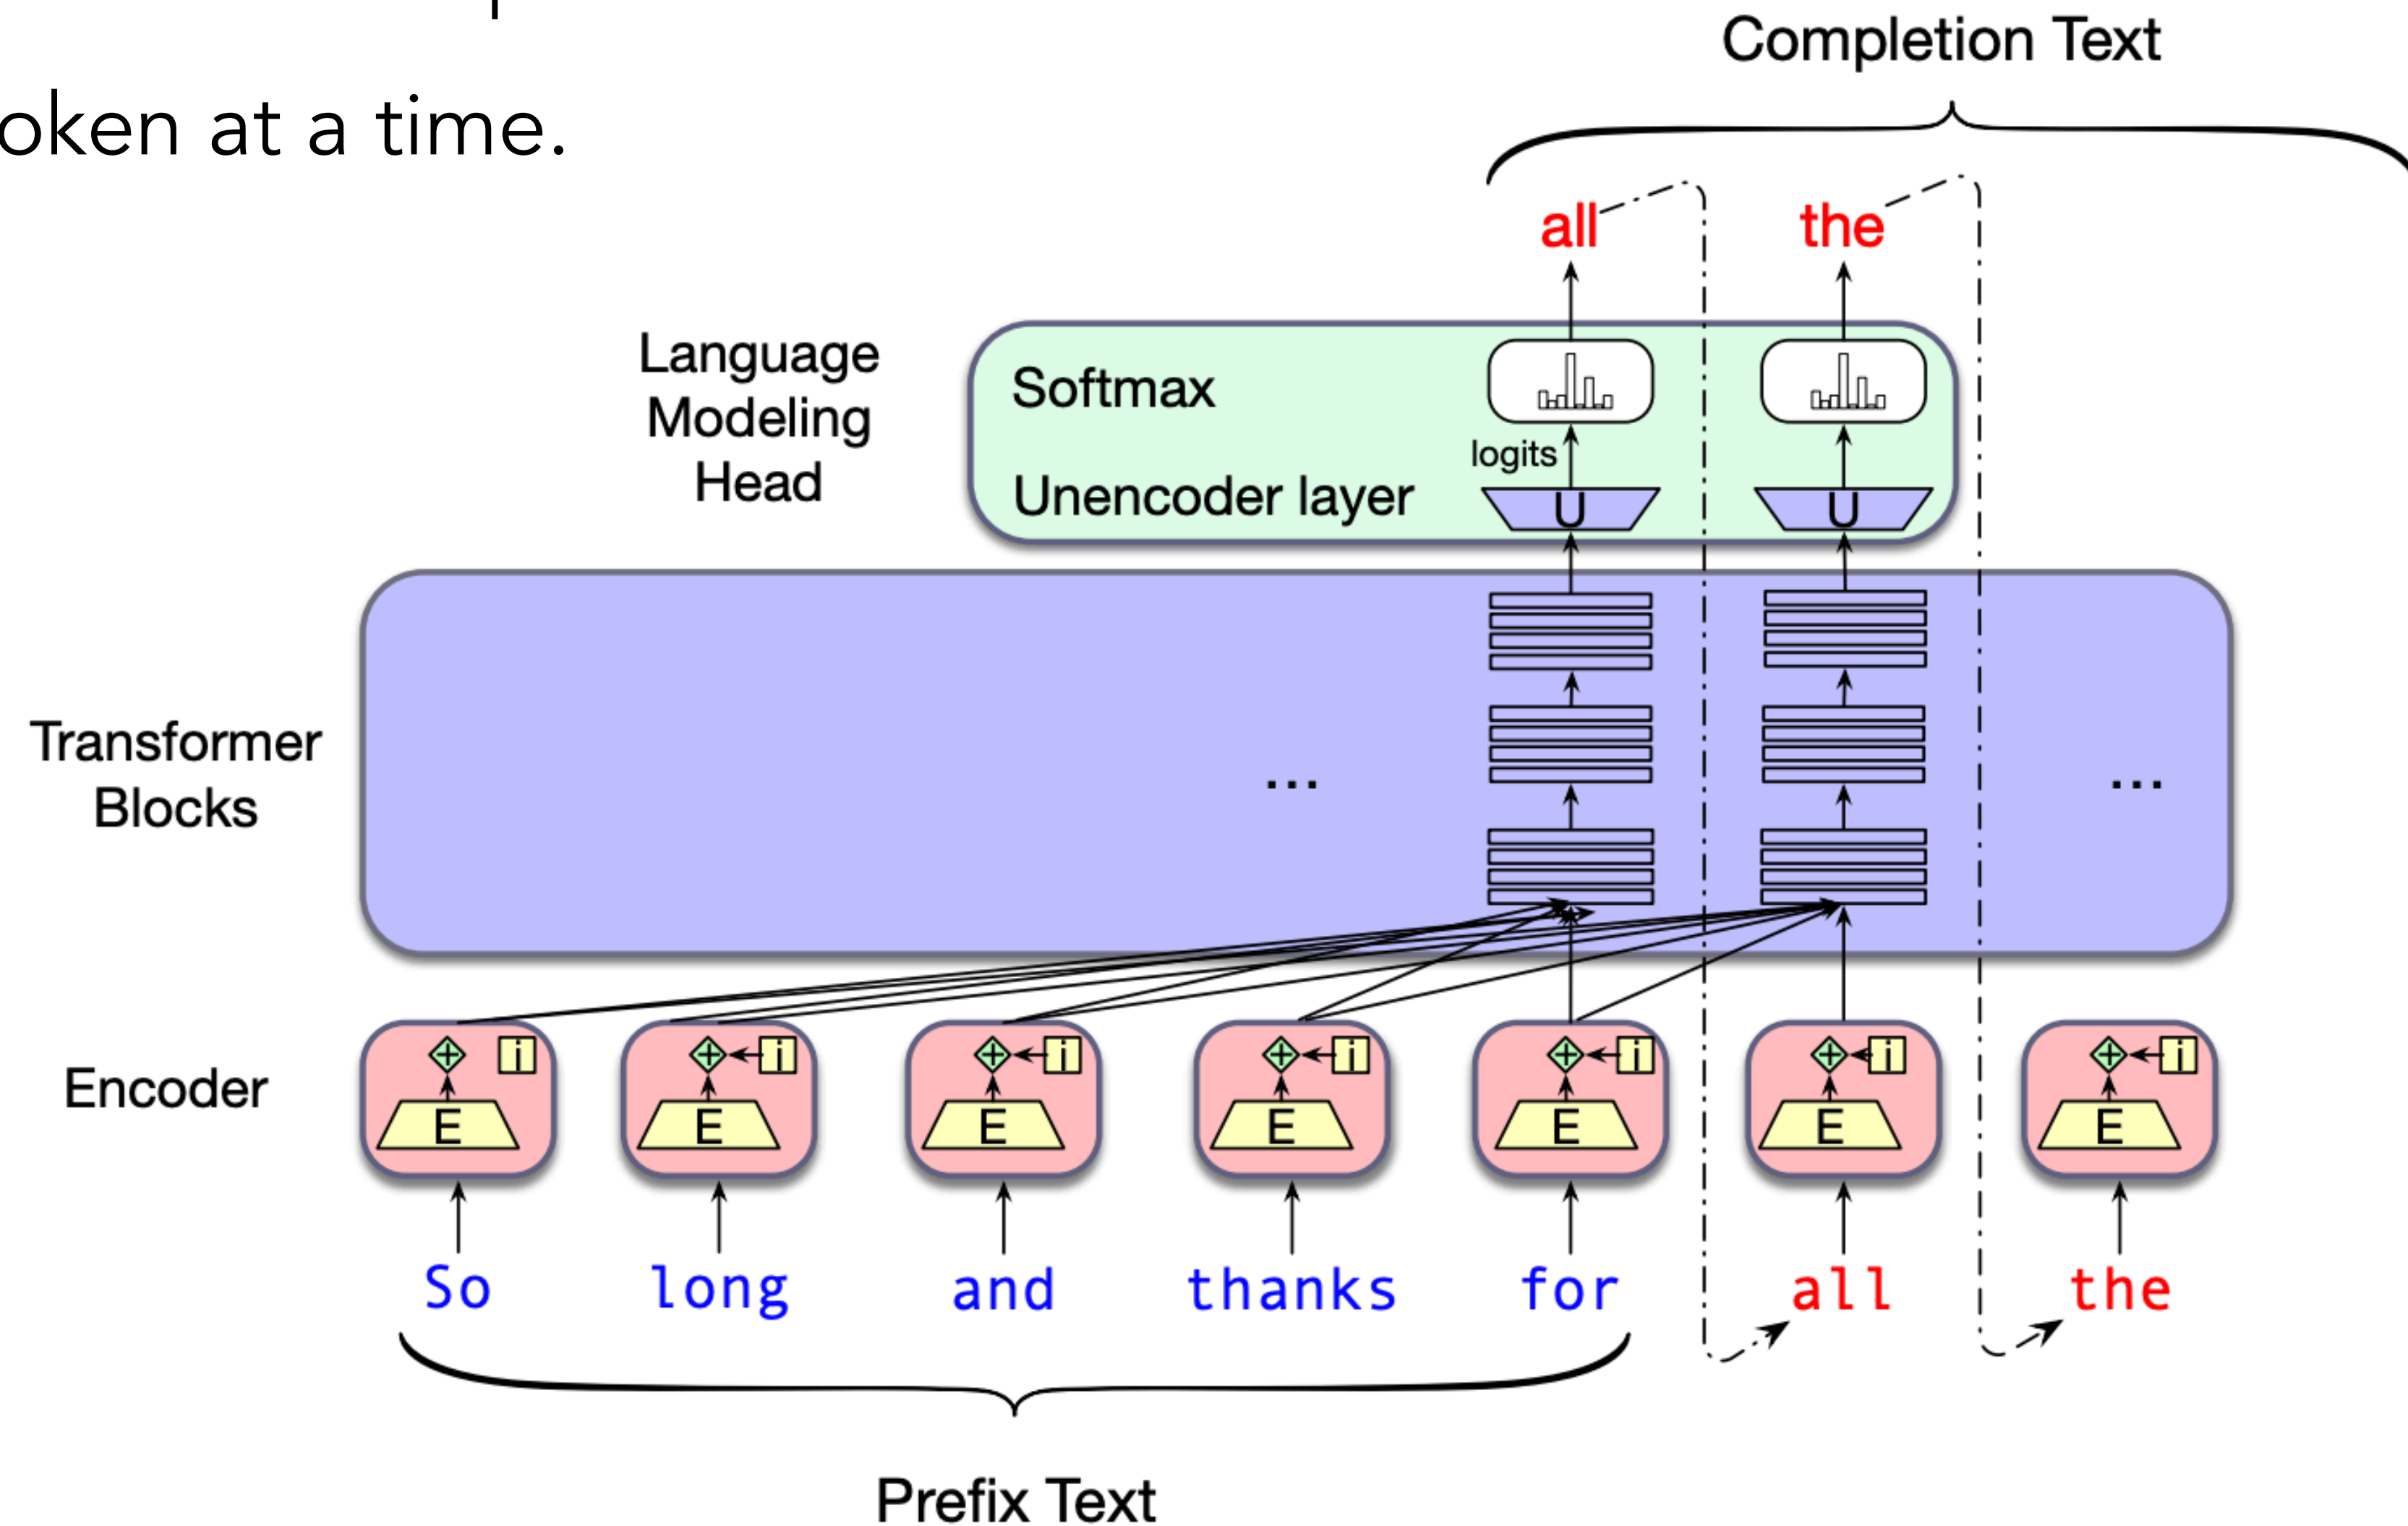 oken at a time.
Completion Text
all the
Language
Modeling
Head
Softmax
logits
Unencoder layer
U U
Transformer
Blocks
...
...
Encoder
i i i i i i i
E E E E E E E
So long and thanks for all the
Prefix Text